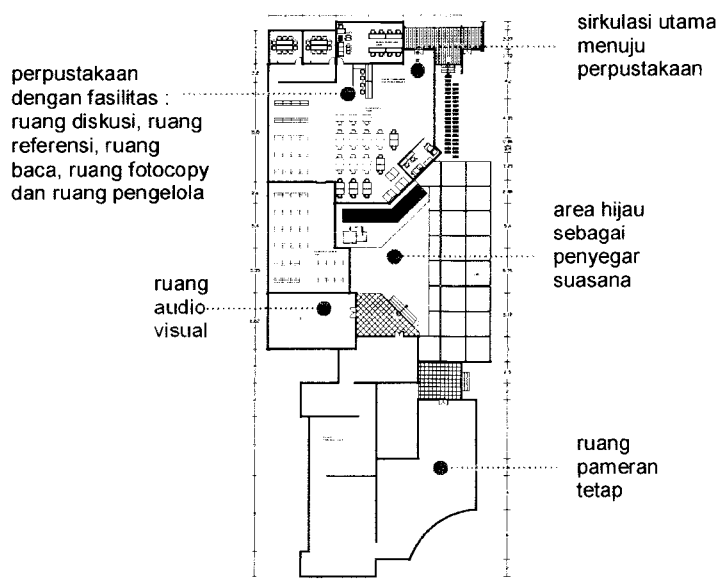 sirkulasi utama
menuju
perpustakaan
perpustakaan
dengan fasilitas :
ruang diskusi, ruang
referensi, ruang
baca, ruang fotocopy
dan ruang pengelola
area hijau
sebagai
penyegar
suasana
ruang
audio
visual
ruang
pameran
tetap